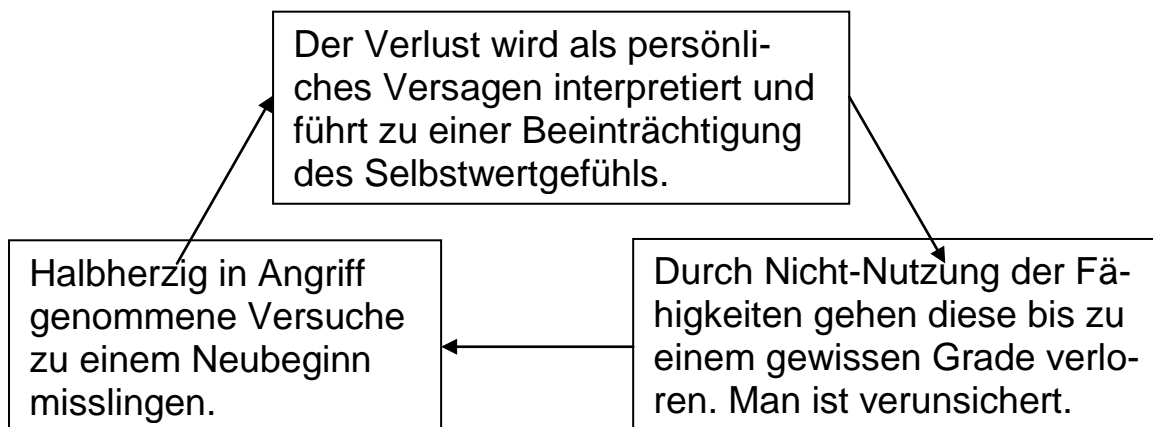 Der Verlust wird als persönli-
ches Versagen interpretiert und
führt zu einer Beeinträchtigung
des Selbstwertgefühls.
Durch Nicht-Nutzung der Fä-
higkeiten gehen diese bis zu
einem gewissen Grade verlo-
ren. Man ist verunsichert.
Halbherzig in Angriff
genommene Versuche
zu einem Neubeginn
misslingen.